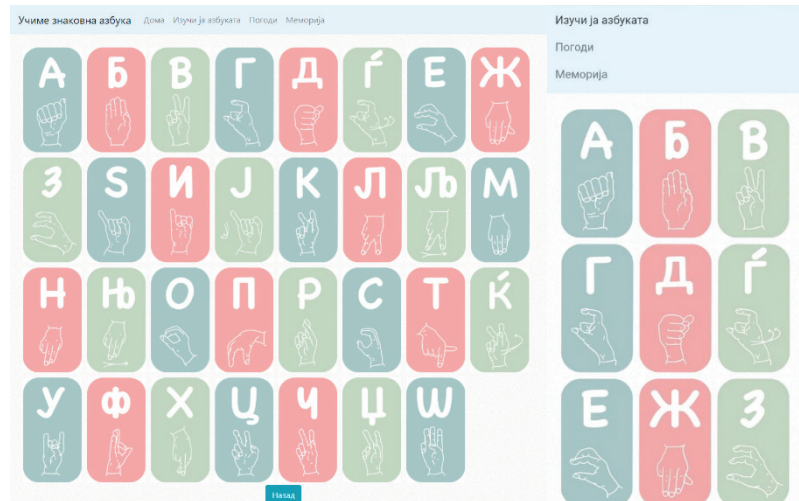 Учиме знаковна азбука Дома Изучи ја азбуката Погоди Меморија
А Б В Г Д Ѓ Е Ж
З Ѕ И Ј К Л Љ М
Н Њ О П Р С Т Ќ
У Ф Х Ц Ч Џ Ш
Назад
Изучи ја азбуката
Погоди
Меморија
А Б В
Г Д Ѓ
Е Ж З